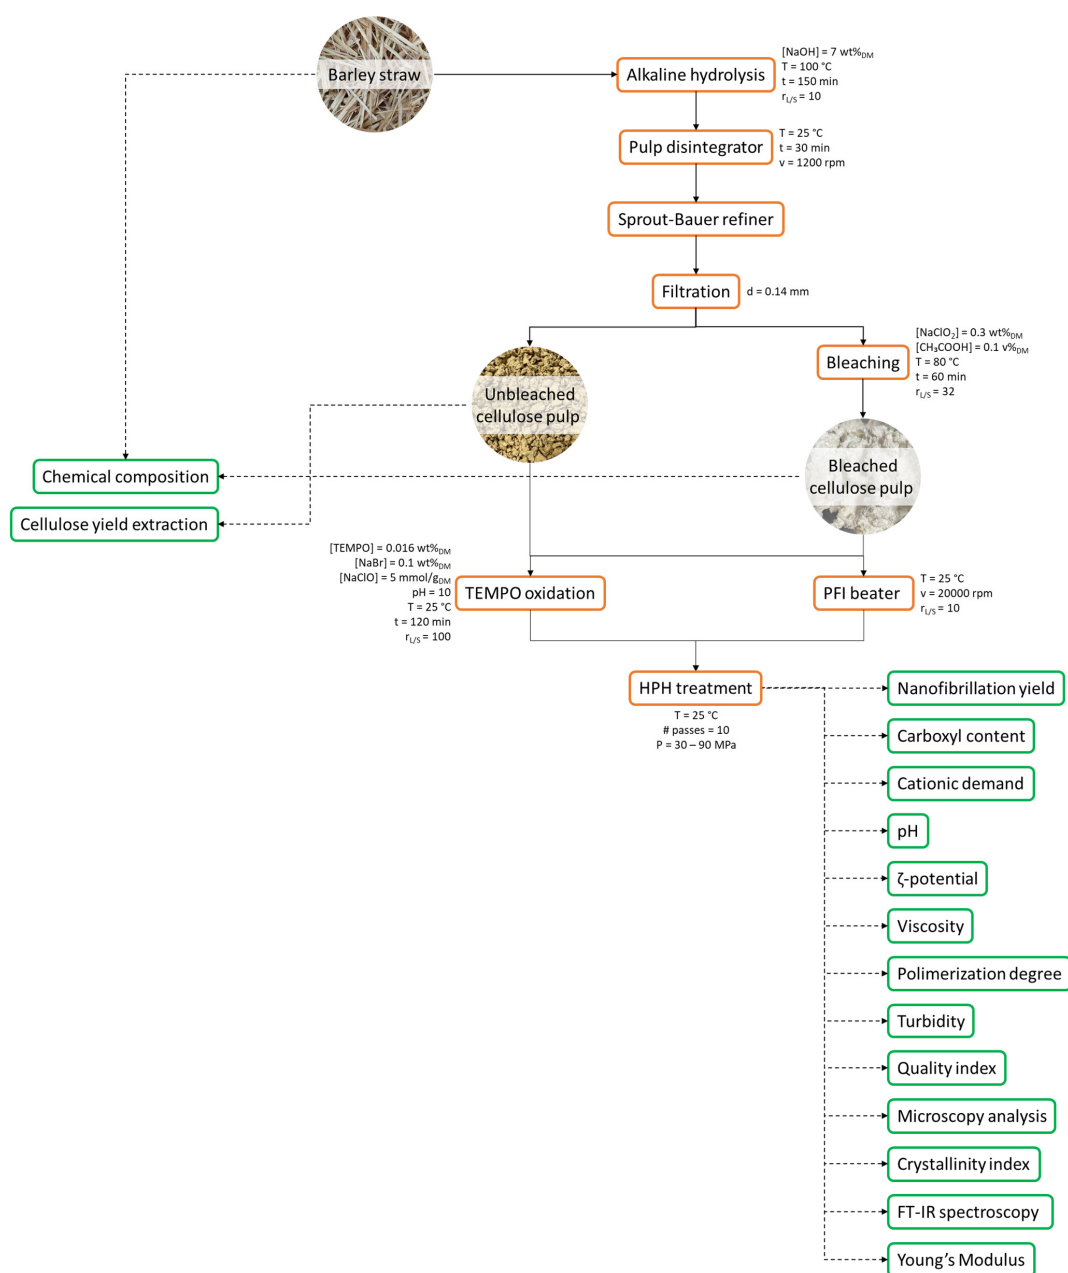 Barley straw
Alkaline hydrolysis
[NaOH] = 7 wt%DM
T = 100 °C
t = 150 min
rL/S = 10
Pulp disintegrator
T = 25 °C
t = 30 min
v = 1200 rpm
Sprout-Bauer refiner
Filtration
d = 0.14 mm
Unbleached
cellulose pulp
Bleaching
[NaClO2] = 0.3 wt%DM
[CH3COOH] = 0.1 v%DM
T = 80 °C
t = 60 min
rL/S = 32
Bleached
cellulose pulp
Chemical composition
Cellulose yield extraction
[TEMPO] = 0.016 wt%DM
[NaBr] = 0.1 wt%DM
[NaClO] = 5 mmol/gDM
pH = 10
T = 25 °C
t = 120 min
rL/S = 100
TEMPO oxidation
PFI beater
T = 25 °C
v = 20000 rpm
rL/S = 10
HPH treatment
T = 25 °C
# passes = 10
P = 30 – 90 MPa
Nanofibrillation yield
Carboxyl content
Cationic demand
pH
ζ-potential
Viscosity
Polimerization degree
Turbidity
Quality index
Microscopy analysis
Crystallinity index
FT-IR spectroscopy
Young's Modulus